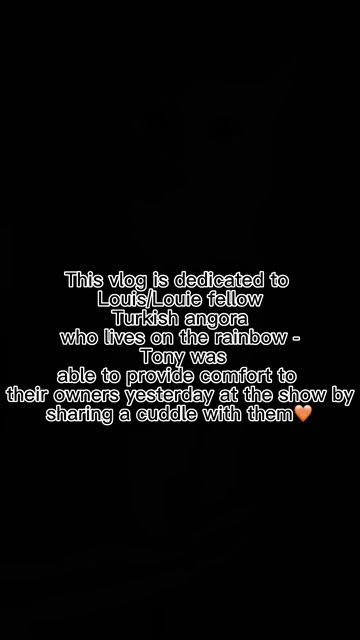 This vlog is dedicated to
Louis/Louie fellow
Turkish angora
who lives on the rainbow -
Tony was
able to provide comfort to
their owners yesterday at the show by
sharing a cuddle with them🧡